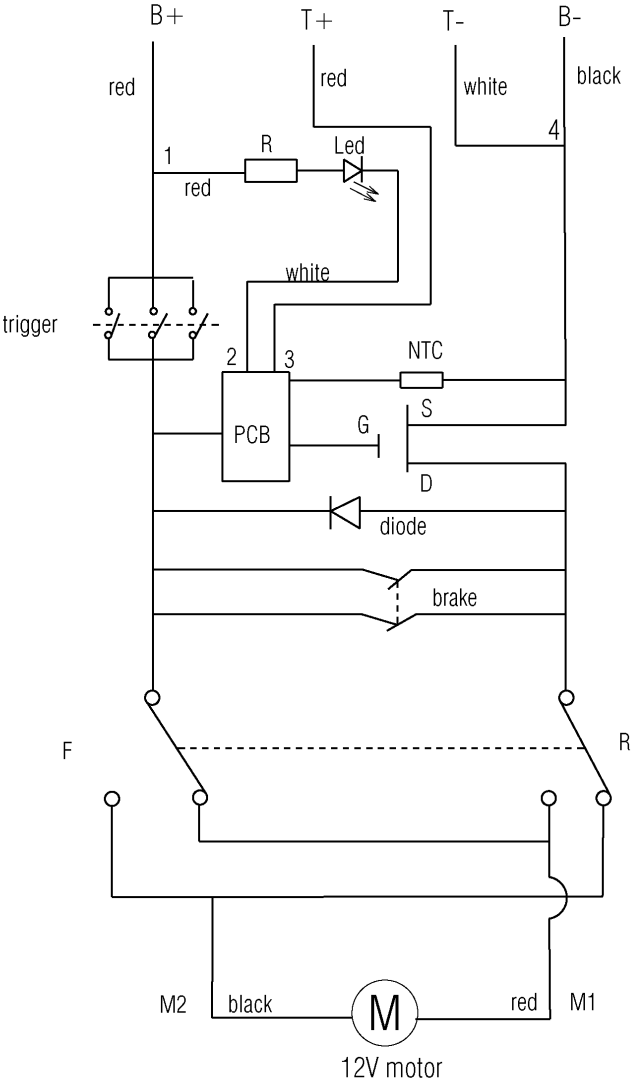 B+
T+
T-
B-
red
red
white
black
4
1
R
Led
red
white
trigger
2
3
NTC
PCB
G
S
D
diode
brake
F
R
M2
black
M
red
M1
12V motor